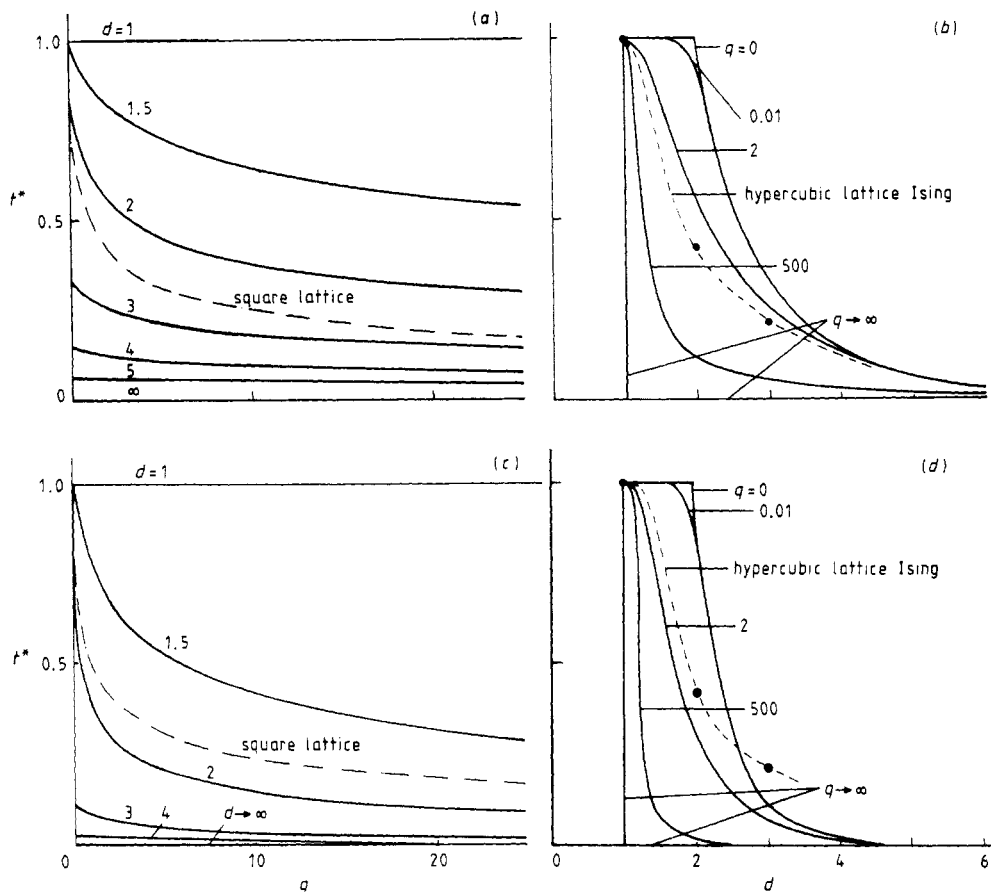 (a)
d=1
1.0
1.5
t*
0.5
2
square lattice
3
4
5
∞
0
(b)
q=0
0.01
2
hypercubic lattice Ising
500
q→∞
(c)
d=1
1.0
1.5
t*
0.5
square lattice
2
3
4
d→∞
0
0
10
20
q
(d)
q=0
0.01
hypercubic lattice Ising
2
500
q→∞
0
2
4
6
d